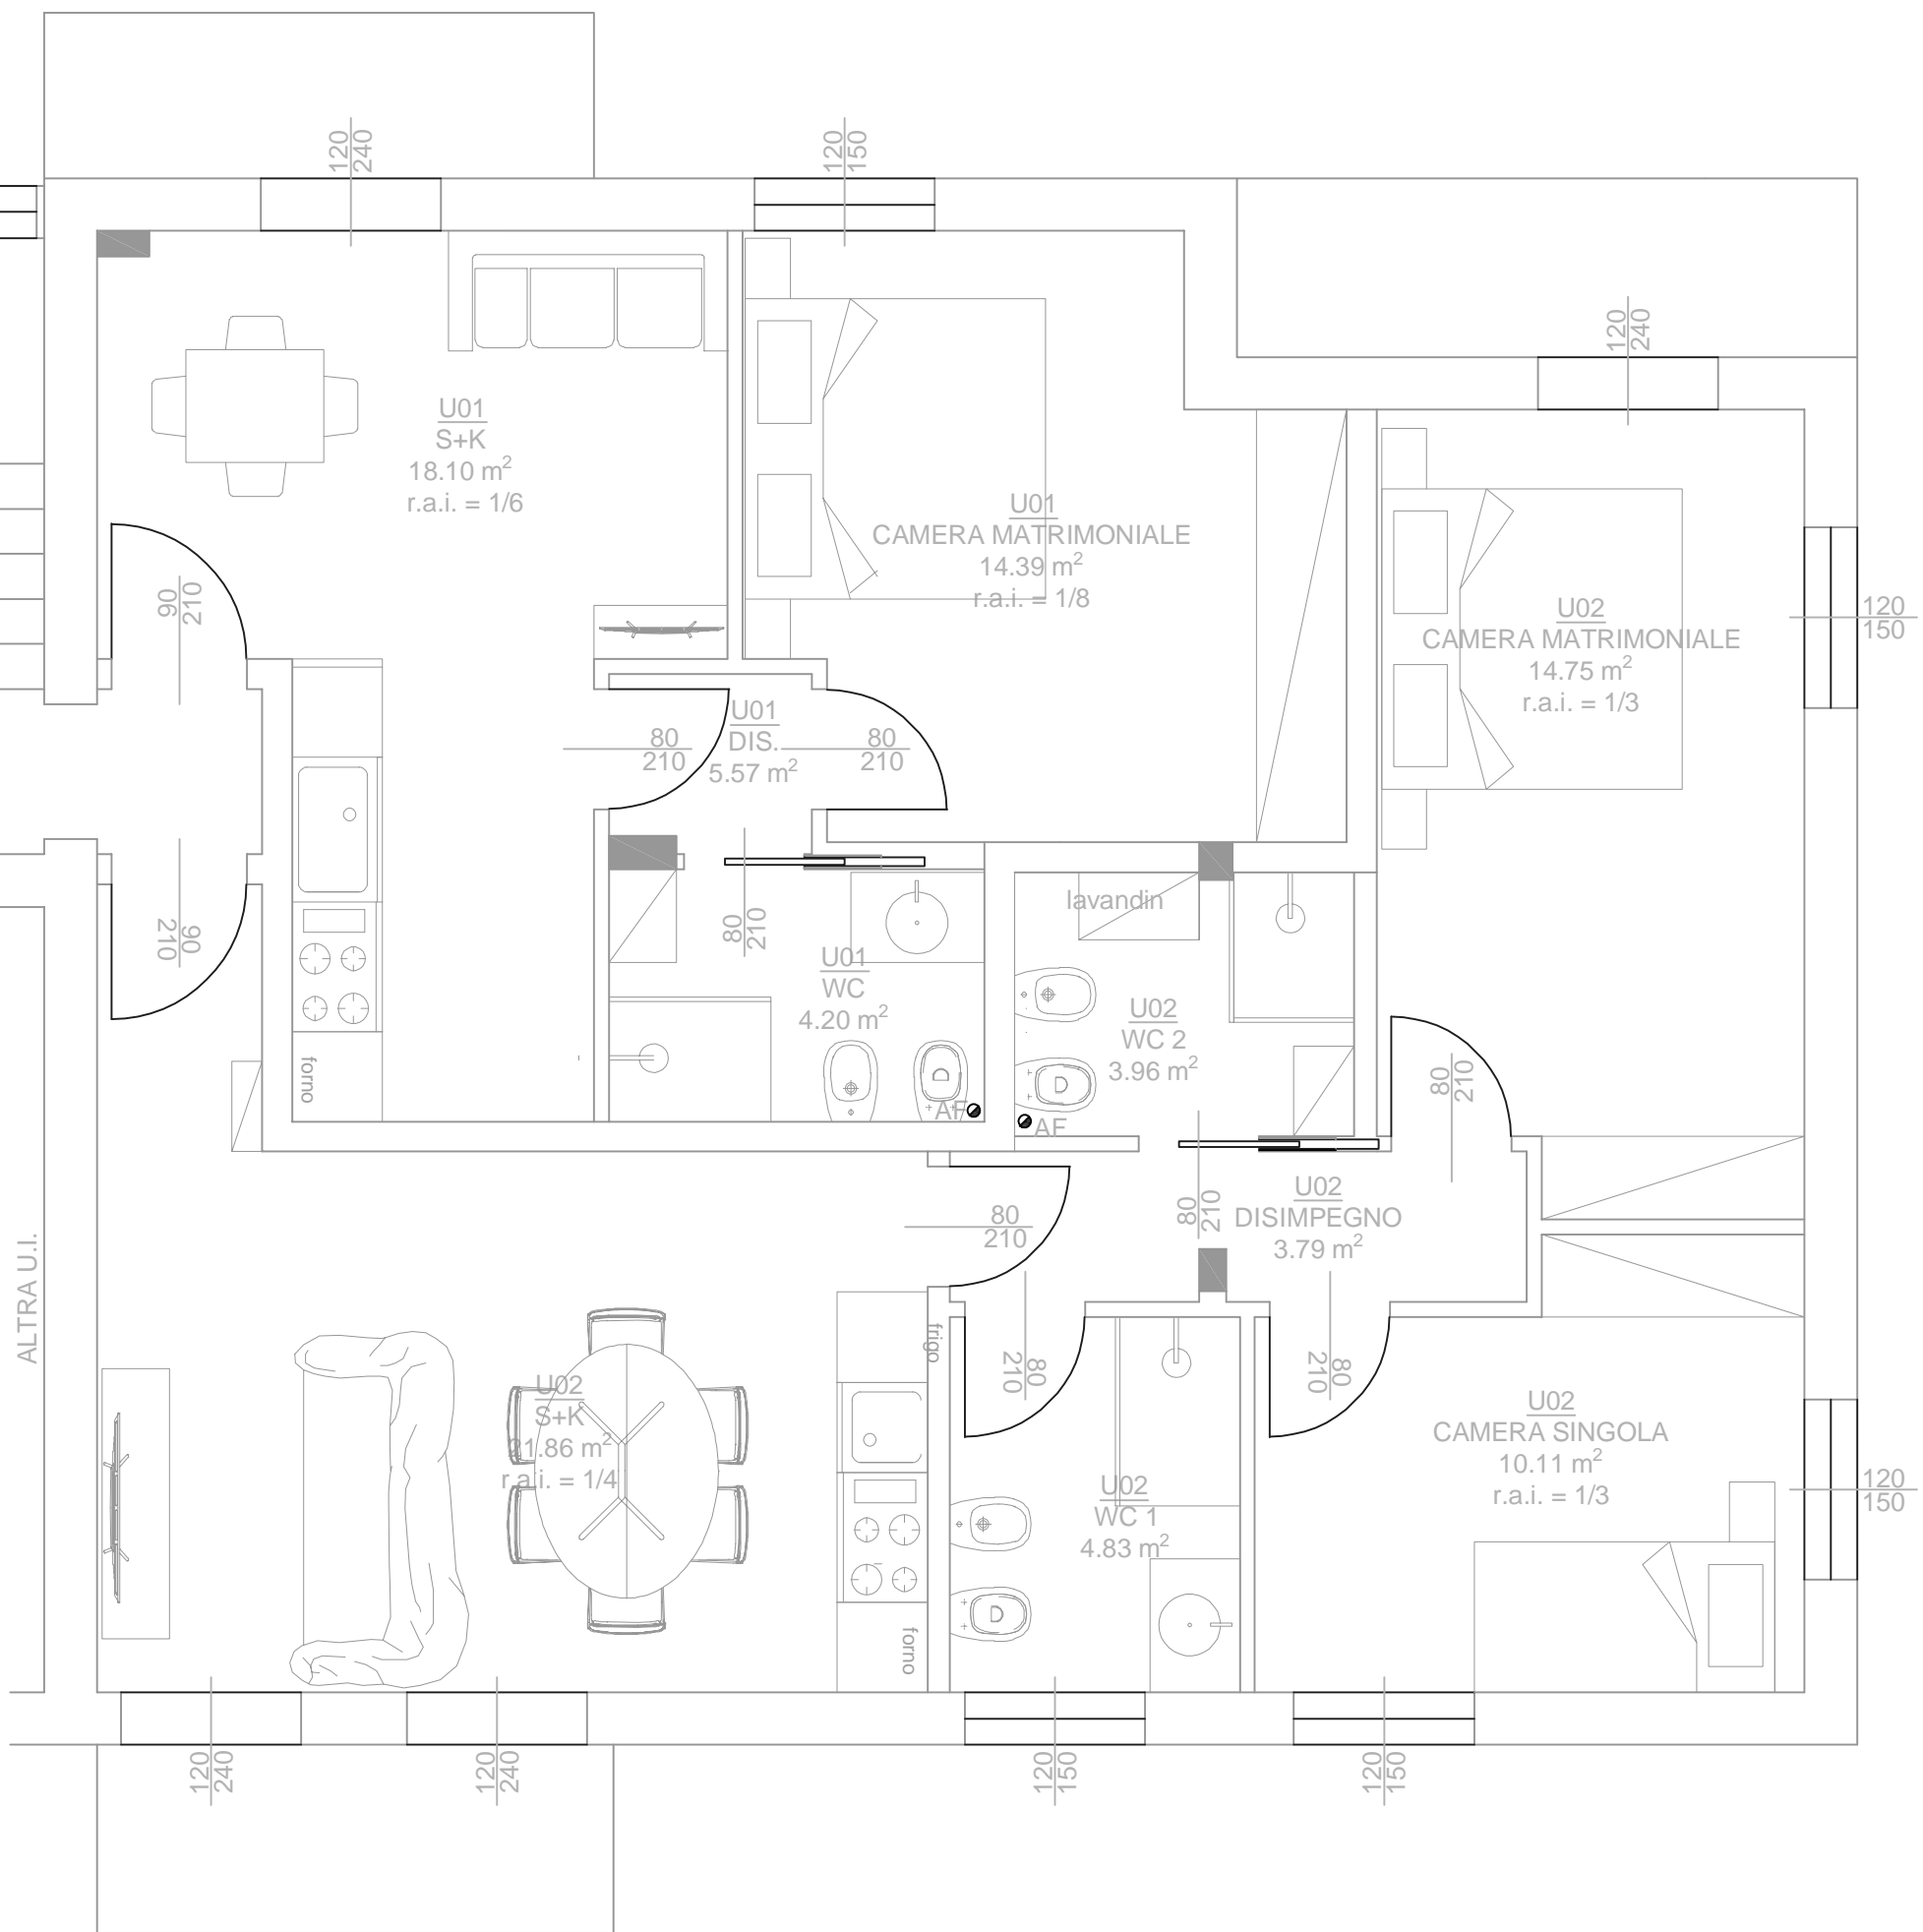 120
240
120
150
120
240
U01
S+K
18.10 m²
r.a.i. = 1/6
U01
CAMERA MATRIMONIALE
14.39 m²
r.a.i. = 1/8
90
210
120
150
U02
CAMERA MATRIMONIALE
14.75 m²
r.a.i. = 1/3
80
210
U01
DIS.
5.57 m²
80
210
90
210
80
210
U01
WC
4.20 m²
lavandin
U02
WC 2
3.96 m²
80
210
forno
AF
AF
80
210
80
210
U02
DISIMPEGNO
3.79 m²
ALTRA U.I.
frigo
80
210
80
210
U02
S+K
21.86 m²
r.a.i. = 1/4
U02
CAMERA SINGOLA
10.11 m²
r.a.i. = 1/3
120
150
U02
WC 1
4.83 m²
forno
120
240
120
240
120
150
120
150